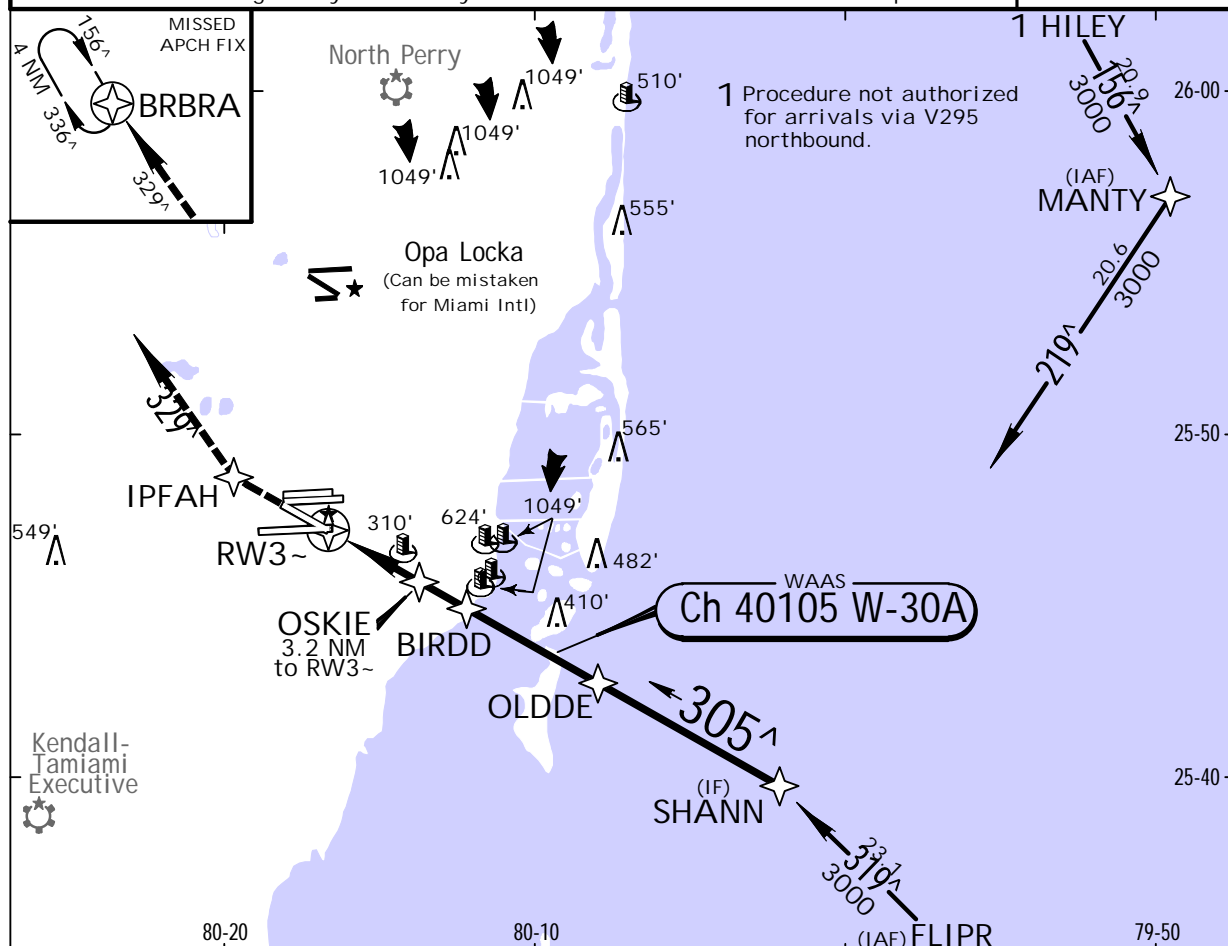 MISSED
APCH FIX
156^
4 NM
336^
BRBRA
329^
North Perry
1049'
1049'
1049'
510'
1 HILEY
20.9
156^
3000
26-00
1 Procedure not authorized
for arrivals via V295
northbound.
(IAF)
MANTY
555'
Opa Locka
(Can be mistaken
for Miami Intl)
20.6
3000
219^
329^
565'
25-50
IPFAH
1049'
549'
310'
624'
RW3~
482'
WAAS
Ch 40105 W-30A
410'
OSKIE
3.2 NM
to RW3~
BIRDD
OLDDE
305^
Kendall-
Tamiami
Executive
(IF)
SHANN
25-40
23.1
319^
3000
80-20
80-10
(IAF) FLIPR
79-50